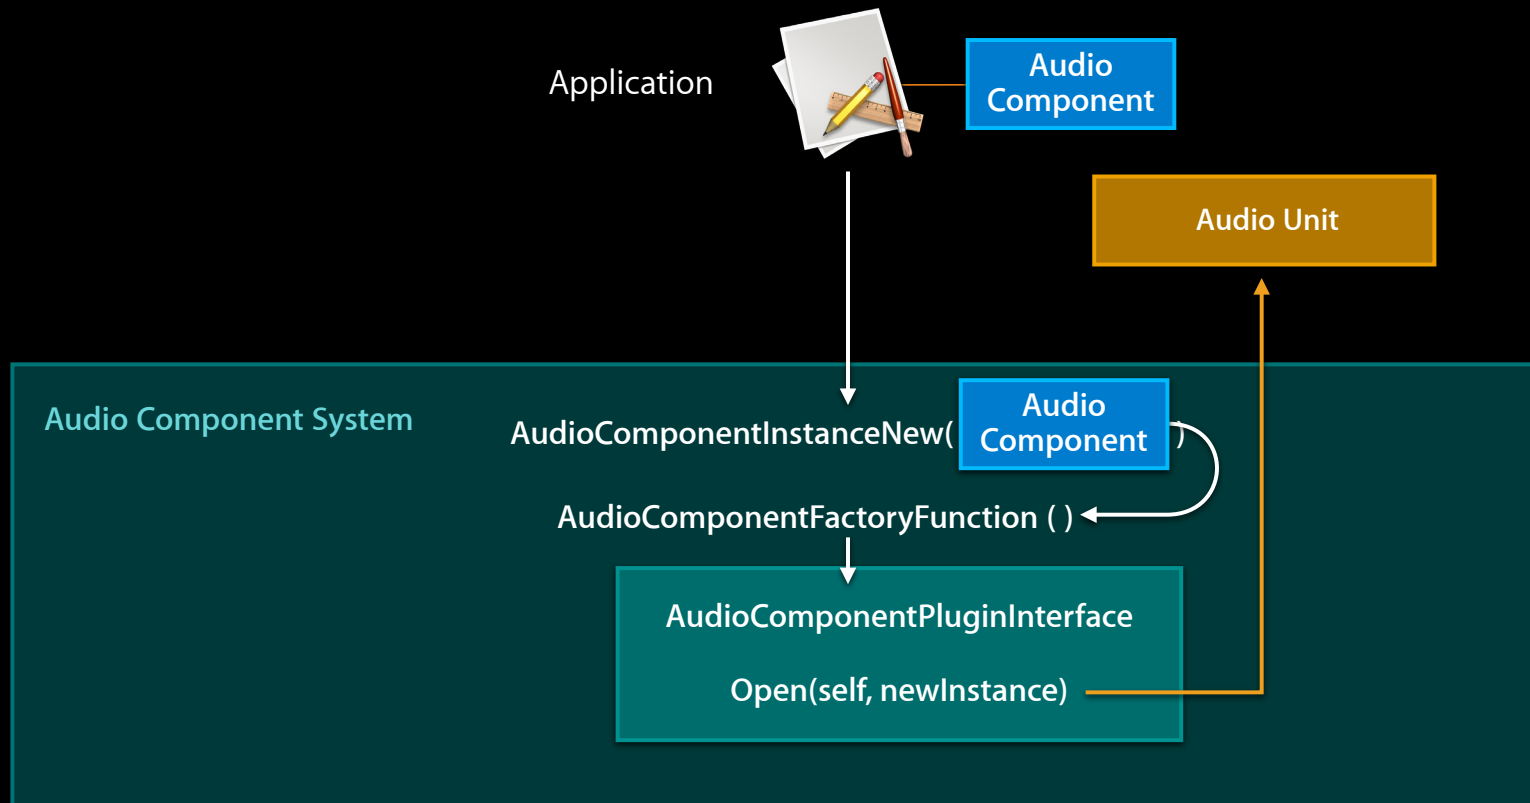 Application
Audio
Component
Audio Unit
Audio Component System
AudioComponentInstanceNew(
Audio
Component
)
AudioComponentFactoryFunction ( )
AudioComponentPluginInterface
Open(self, newInstance)